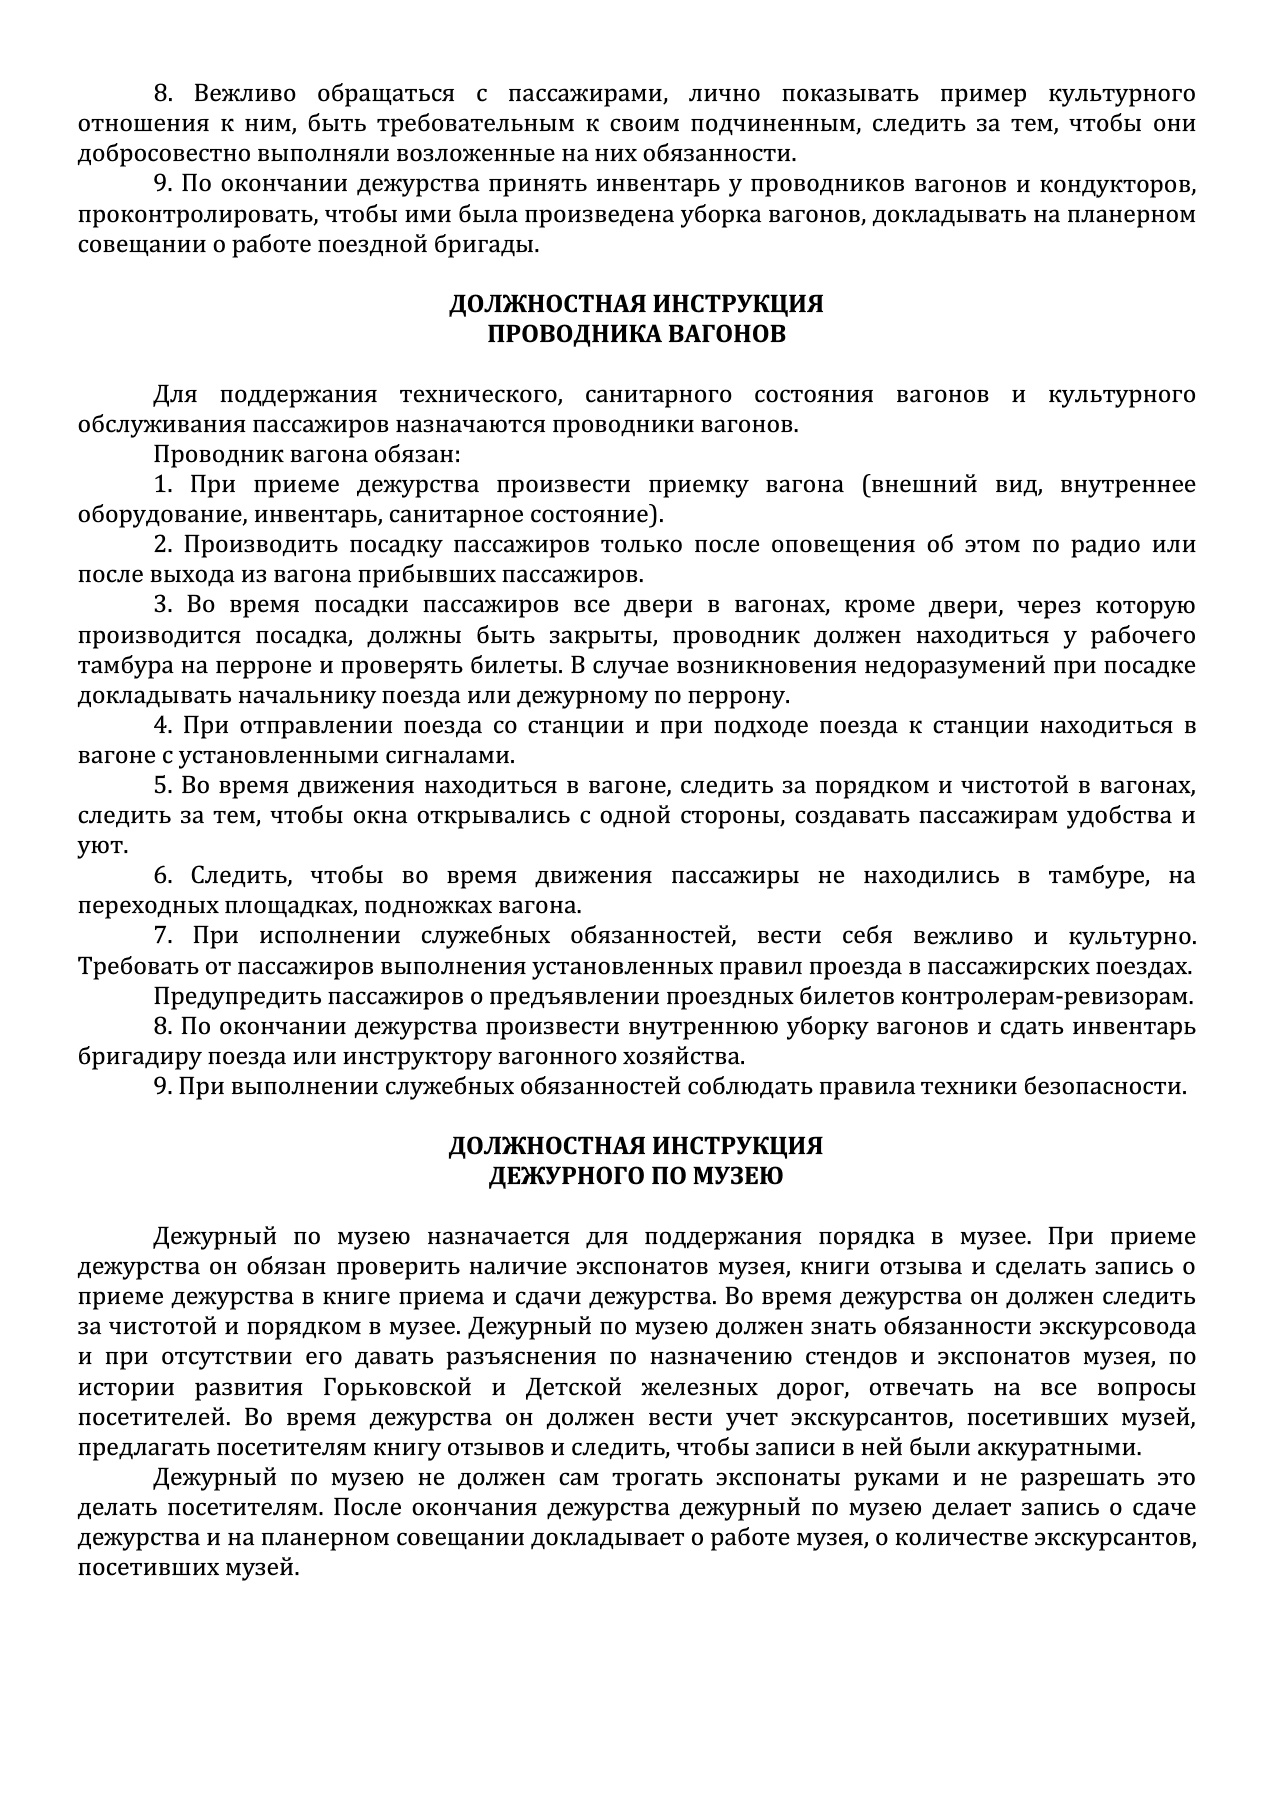 8. Вежливо обращаться с пассажирами, лично показывать пример культурного
отношения к ним, быть требовательным к своим подчиненным, следить за тем, чтобы они
добросовестно выполняли возложенные на них обязанности.
9. По окончании дежурства принять инвентарь у проводников вагонов и кондукторов,
проконтролировать, чтобы ими была произведена уборка вагонов, докладывать на планерном
совещании о работе поездной бригады.
ДОЛЖНОСТНАЯ ИНСТРУКЦИЯ
ПРОВОДНИКА ВАГОНОВ
Для поддержания технического, санитарного состояния вагонов и культурного
обслуживания пассажиров назначаются проводники вагонов.
Проводник вагона обязан:
1. При приеме дежурства произвести приемку вагона (внешний вид, внутреннее
оборудование, инвентарь, санитарное состояние).
2. Производить посадку пассажиров только после оповещения об этом по радио или
после выхода из вагона прибывших пассажиров.
3. Во время посадки пассажиров все двери в вагонах, кроме двери, через которую
производится посадка, должны быть закрыты, проводник должен находиться у рабочего
тамбура на перроне и проверять билеты. В случае возникновения недоразумений при посадке
докладывать начальнику поезда или дежурному по перрону.
4. При отправлении поезда со станции и при подходе поезда к станции находиться в
вагоне с установленными сигналами.
5. Во время движения находиться в вагоне, следить за порядком и чистотой в вагонах,
следить за тем, чтобы окна открывались с одной стороны, создавать пассажирам удобства и
уют.
6. Следить, чтобы во время движения пассажиры не находились в тамбуре, на
переходных площадках, подножках вагона.
7. При исполнении служебных обязанностей, вести себя вежливо и культурно.
Требовать от пассажиров выполнения установленных правил проезда в пассажирских поездах.
Предупредить пассажиров о предъявлении проездных билетов контролерам-ревизорам.
8. По окончании дежурства произвести внутреннюю уборку вагонов и сдать инвентарь
бригадиру поезда или инструктору вагонного хозяйства.
9. При выполнении служебных обязанностей соблюдать правила техники безопасности.
ДОЛЖНОСТНАЯ ИНСТРУКЦИЯ
ДЕЖУРНОГО ПО МУЗЕЮ
Дежурный по музею назначается для поддержания порядка в музее. При приеме
дежурства он обязан проверить наличие экспонатов музея, книги отзыва и сделать запись о
приеме дежурства в книге приема и сдачи дежурства. Во время дежурства он должен следить
за чистотой и порядком в музее. Дежурный по музею должен знать обязанности экскурсовода
и при отсутствии его давать разъяснения по назначению стендов и экспонатов музея, по
истории развития Горьковской и Детской железных дорог, отвечать на все вопросы
посетителей. Во время дежурства он должен вести учет экскурсантов, посетивших музей,
предлагать посетителям книгу отзывов и следить, чтобы записи в ней были аккуратными.
Дежурный по музею не должен сам трогать экспонаты руками и не разрешать это
делать посетителям. После окончания дежурства дежурный по музею делает запись о сдаче
дежурства и на планерном совещании докладывает о работе музея, о количестве экскурсантов,
посетивших музей.